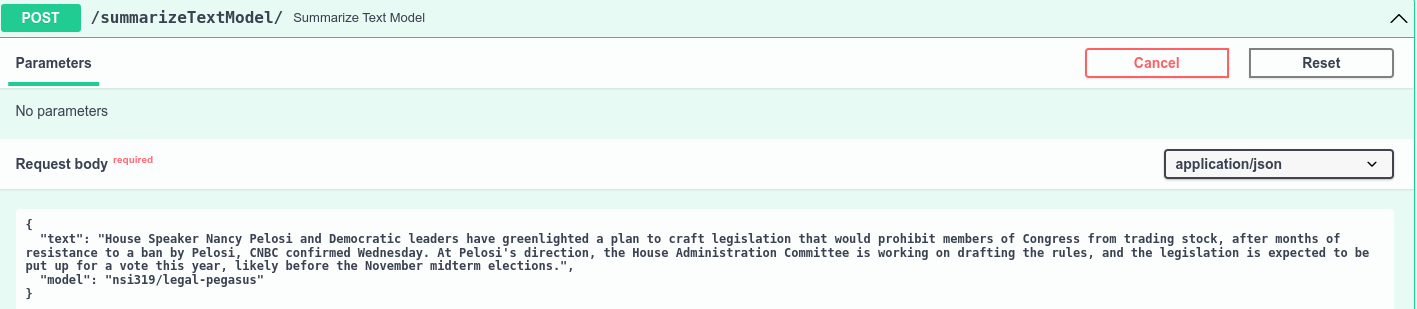 POST /summarizeTextModel/ Summarize Text Model
Parameters Cancel Reset
No parameters
Request body required application/json
{
"text": "House Speaker Nancy Pelosi and Democratic leaders have greenlighted a plan to craft legislation that would prohibit members of Congress from trading stock, after months of
resistance to a ban by Pelosi, CNBC confirmed Wednesday. At Pelosi's direction, the House Administration Committee is working on drafting the rules, and the legislation is expected to be
put up for a vote this year, likely before the November midterm elections.",
"model": "nsi319/legal-pegasus"
}